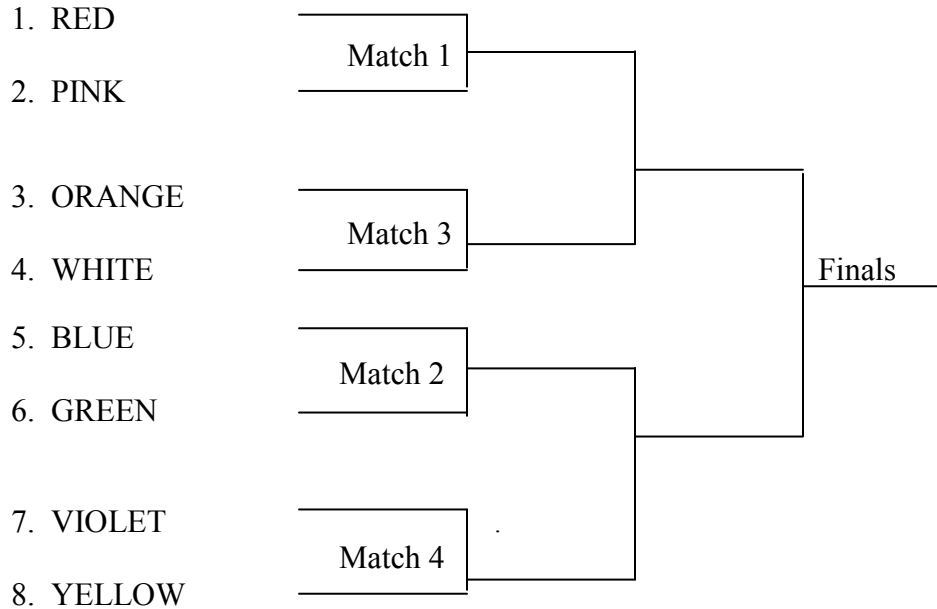 1. RED
Match 1
2. PINK
3. ORANGE
Match 3
4. WHITE
Finals
5. BLUE
Match 2
6. GREEN
7. VIOLET
Match 4
8. YELLOW